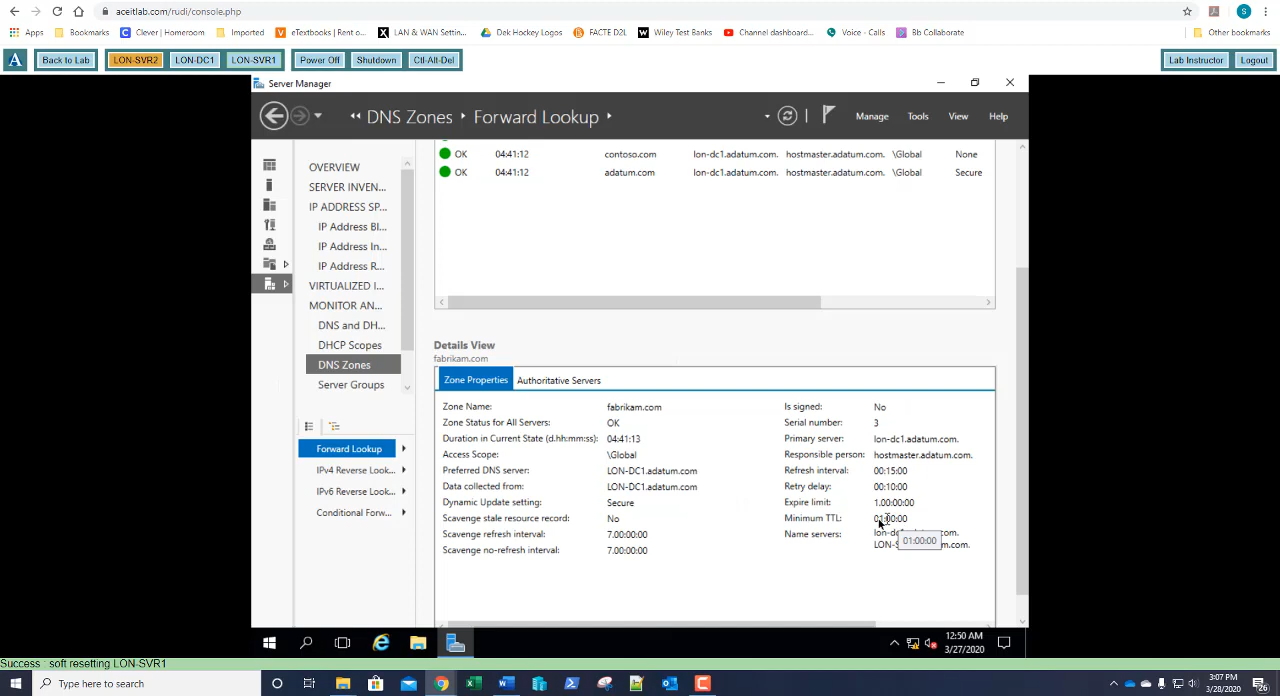 aceitlab.com/rudi/console.php
S
Apps Bookmarks Clever | Homeroom Imported eTextbooks | Rent o... LAN & WAN Settin... Dek Hockey Logos FACTE D2L Wiley Test Banks Channel dashboard... Voice - Calls Bb Collaborate Other bookmarks
A Back to Lab LON-SVR2 LON-DC1 LON-SVR1 Power Off Shutdown Ctl-Alt-Del Lab Instructor Logout
Server Manager
DNS Zones Forward Lookup Manage Tools View Help
OK 04:41:12 contoso.com lon-dc1.adatum.com. hostmaster.adatum.com. \Global None
OK 04:41:12 adatum.com lon-dc1.adatum.com. hostmaster.adatum.com. \Global Secure
OVERVIEW
SERVER INVEN...
IP ADDRESS SP...
IP Address Bl...
IP Address In...
IP Address R...
VIRTUALIZED I...
MONITOR AN...
DNS and DH...
DHCP Scopes
DNS Zones
Server Groups
Forward Lookup
IPv4 Reverse Look...
IPv6 Reverse Look...
Conditional Forw...
Details View
fabrikam.com
Zone Properties Authoritative Servers
Zone Name: fabrikam.com Is signed: No
Zone Status for All Servers: OK Serial number: 3
Duration in Current State (d.hh:mm:ss): 04:41:13 Primary server: lon-dc1.adatum.com.
Access Scope: \Global Responsible person: hostmaster.adatum.com.
Preferred DNS server: LON-DC1.adatum.com Refresh interval: 00:15:00
Data collected from: LON-DC1.adatum.com Retry delay: 00:10:00
Dynamic Update setting: Secure Expire limit: 1.00:00:00
Scavenge stale resource record: No Minimum TTL: 01:00:00
Scavenge refresh interval: 7.00:00:00 Name servers:
Scavenge no-refresh interval: 7.00:00:00
01:00:00
12:50 AM
3/27/2020
Success : soft resetting LON-SVR1
Type here to search
3:07 PM
3/28/2020
26